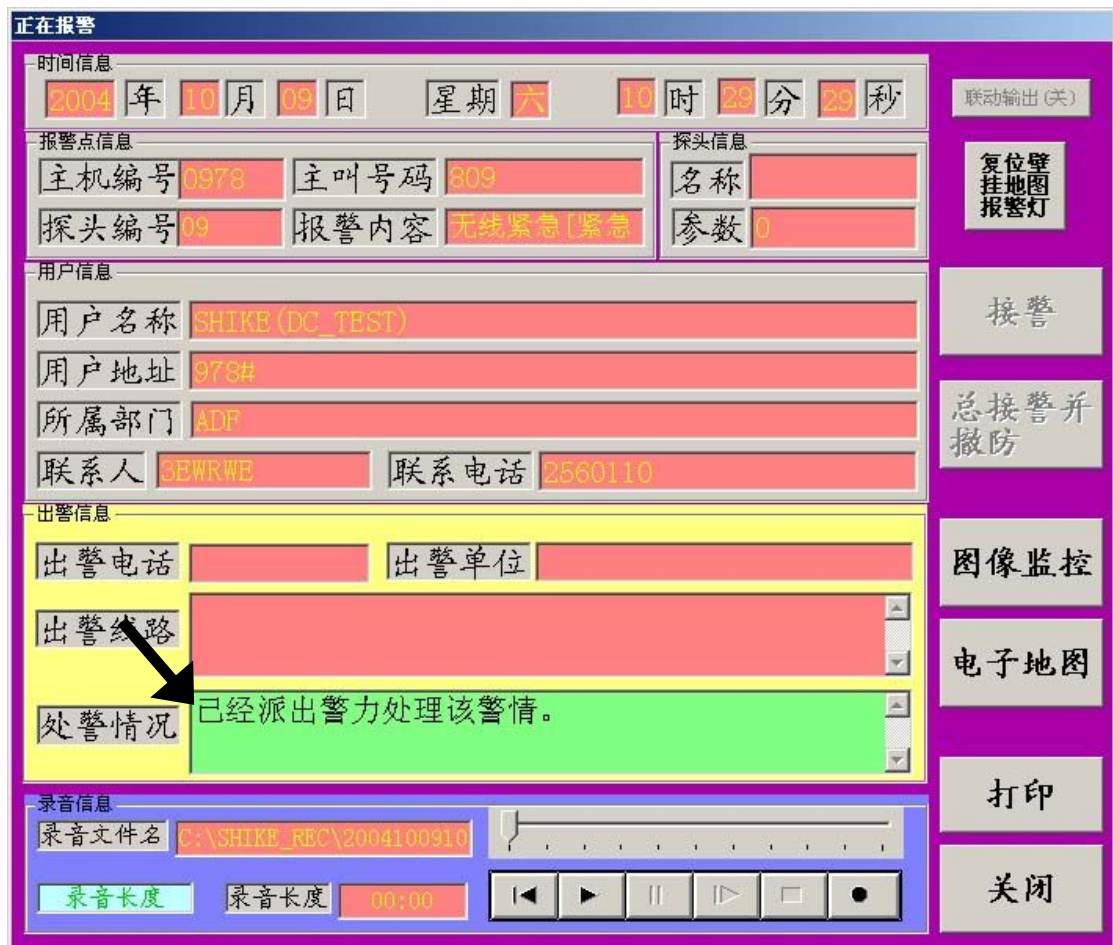 正在报警
时间信息
2004 年 10 月 09 日 星期 六 10 时 29 分 29 秒
联动输出(关)
报警点信息
主机编号 0978 主叫号码 809
探头编号 09 报警内容 无线紧急[紧急
探头信息
名称
参数 0
复位壁
挂地图
报警灯
用户信息
用户名称 SHIKE(DC_TEST)
用户地址 978#
所属部门 ADF
联系人 3EWRWE 联系电话 2560110
接警
总接警并
撤防
出警信息
出警电话 出警单位
出警线路
处警情况 已经派出警力处理该警情。
图像监控
电子地图
录音信息
录音文件名 C:\SHIKE_REC\2004100910
录音长度 录音长度 00:00
打印
关闭